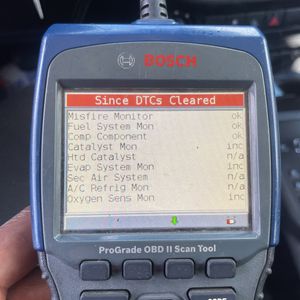 BOSCH
Since DTCs Cleared
Misfire Monitor ok
Fuel System Mon ok
Comp Component ok
Catalyst Mon inc
Htd Catalyst n/a
Evap System Mon inc
Sec Air System n/a
A/C Refrig Mon n/a
Oxygen Sens Mon inc
ProGrade OBD II Scan Tool